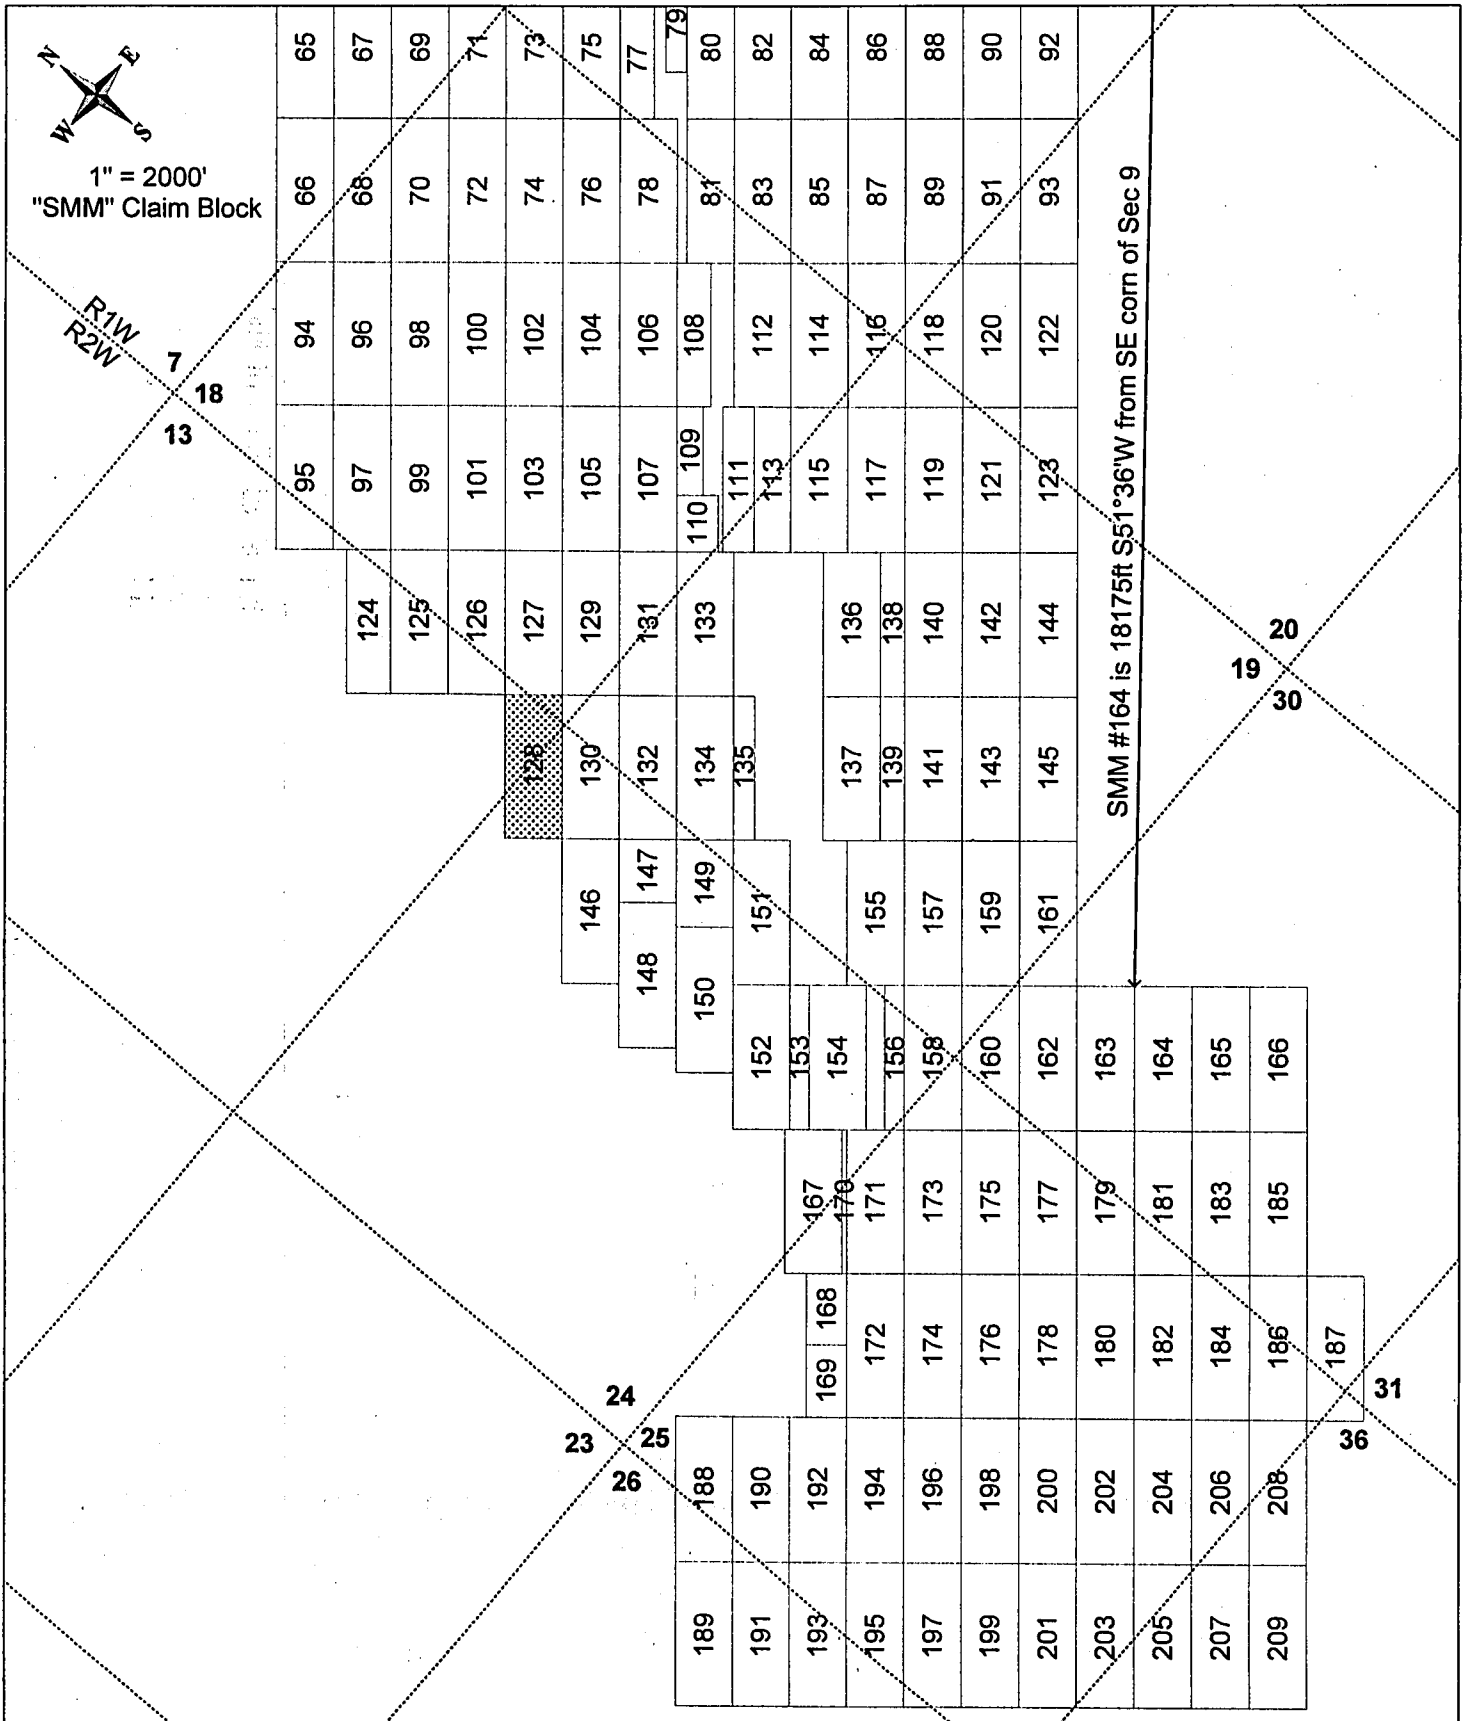 N
E
W
S
1" = 2000'
"SMM" Claim Block
65 67 69 71 73 75 77 79 80 82 84 86 88 90 92
66 68 70 72 74 76 78 81 83 85 87 89 91 93
R1W
R2W
7
18
13
94 96 98 100 102 104 106 108 112 114 116 118 120 122
95 97 99 101 103 105 107 109 110 111 113 115 117 119 121 123
SMM #164 is 18175ft S51°36'W from SE corn of Sec 9
124 125 126 127 129 131 133 136 138 140 142 144
20
19
30
128 130 132 134 135 137 139 141 143 145
146 147 148 149 150 151 155 157 159 161
152 153 154 156 158 160 162 163 164 165 166
167 170 171 173 175 177 179 181 183 185
168 169 172 174 176 178 180 182 184 186 187
24
23
25
26
31
36
188 190 192 194 196 198 200 202 204 206 208
189 191 193 195 197 199 201 203 205 207 209